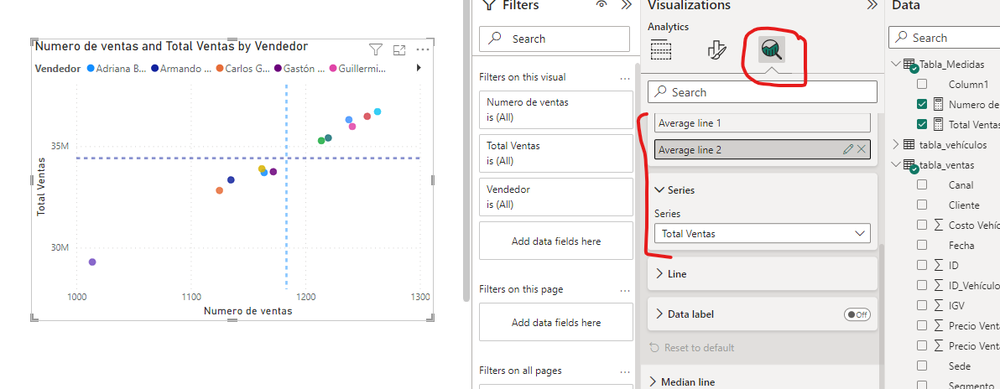 Numero de ventas and Total Ventas by Vendedor
Vendedor Adriana B... Armando ... Carlos G... Gastón ... Guillermi...
35M
30M
Total Ventas
1000 1100 1200 1300
Numero de ventas
Filters
Search
Filters on this visual ...
Numero de ventas
is (All)
Total Ventas
is (All)
Vendedor
is (All)
Add data fields here
Filters on this page ...
Add data fields here
Filters on all pages ...
Visualizations
Analytics
Search
Average line 1
Average line 2
Series
Series
Total Ventas
Line
Data label Off
Reset to default
Median line
Data
Search
Tabla_Medidas
Column1
Numero de
Total Ventas
tabla_vehículos
tabla_ventas
Canal
Cliente
Costo Vehíc
Fecha
ID
ID_Vehículo
IGV
Precio Vent
Precio Vent
Sede
Segmento